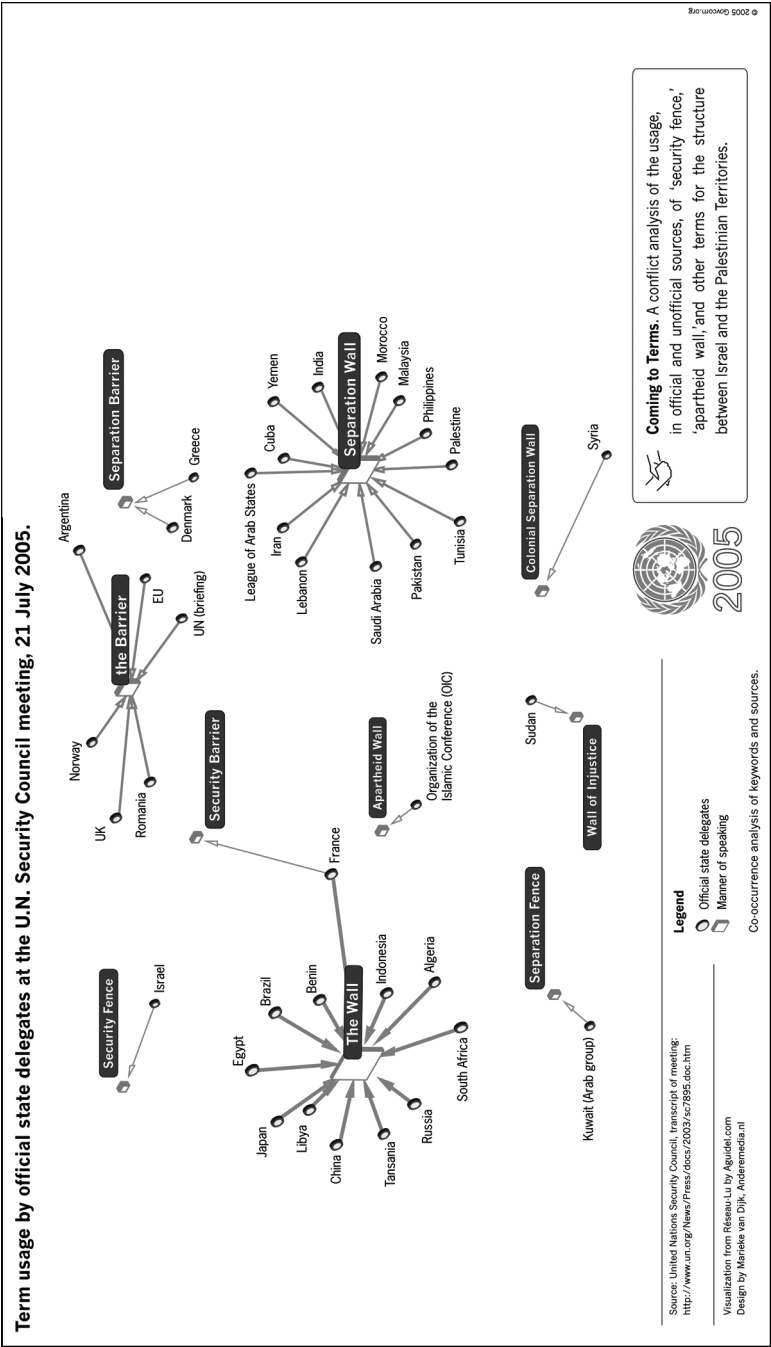 Term usage by official state delegates at the U.N. Security Council meeting, 21 July 2005.
Security Fence
Israel
Security Barrier
the Barrier
Norway
UK
Romania
Argentina
EU
UN (briefing)
Separation Barrier
Denmark
Greece
The Wall
Egypt
Brazil
Benin
Indonesia
Algeria
South Africa
Japan
Libya
China
Tansania
Russia
France
Apartheid Wall
Organization of the
Islamic Conference (OIC)
Separation Wall
League of Arab States
Cuba
Yemen
India
Morocco
Malaysia
Philippines
Palestine
Iran
Lebanon
Saudi Arabia
Pakistan
Tunisia
Separation Fence
Kuwait (Arab group)
Sudan
Wall of Injustice
Colonial Separation Wall
Syria
Source: United Nations Security Council, transcript of meeting:
http://www.un.org/News/Press/docs/2003/sc7895.doc.htm
Visualization from Réseau-Lu by Aguidel.com
Design by Marieke van Dijk, Anderemedia.nl
Legend
Official state delegates
Manner of speaking
Co-occurrence analysis of keywords and sources.
2005
Coming to Terms. A conflict analysis of the usage,
in official and unofficial sources, of ‘security fence,’
‘apartheid wall,’and other terms for the structure
between Israel and the Palestinian Territories.
© 2005 Govcom.org